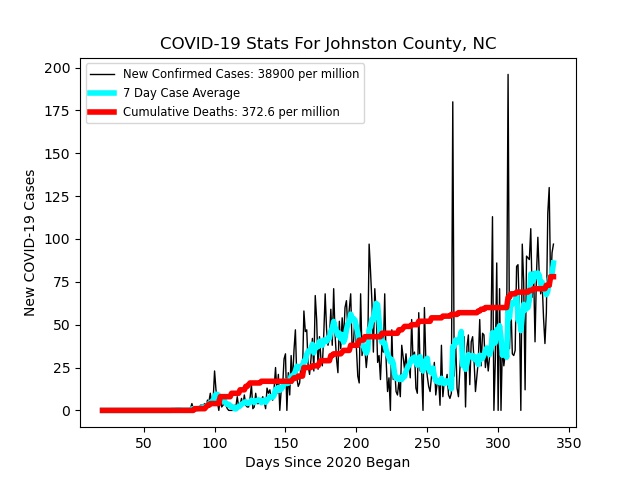 COVID-19 Stats For Johnston County, NC
New Confirmed Cases: 38900 per million
7 Day Case Average
Cumulative Deaths: 372.6 per million
New COVID-19 Cases
200
175
150
125
100
75
50
25
0
50
100
150
200
250
300
350
Days Since 2020 Began